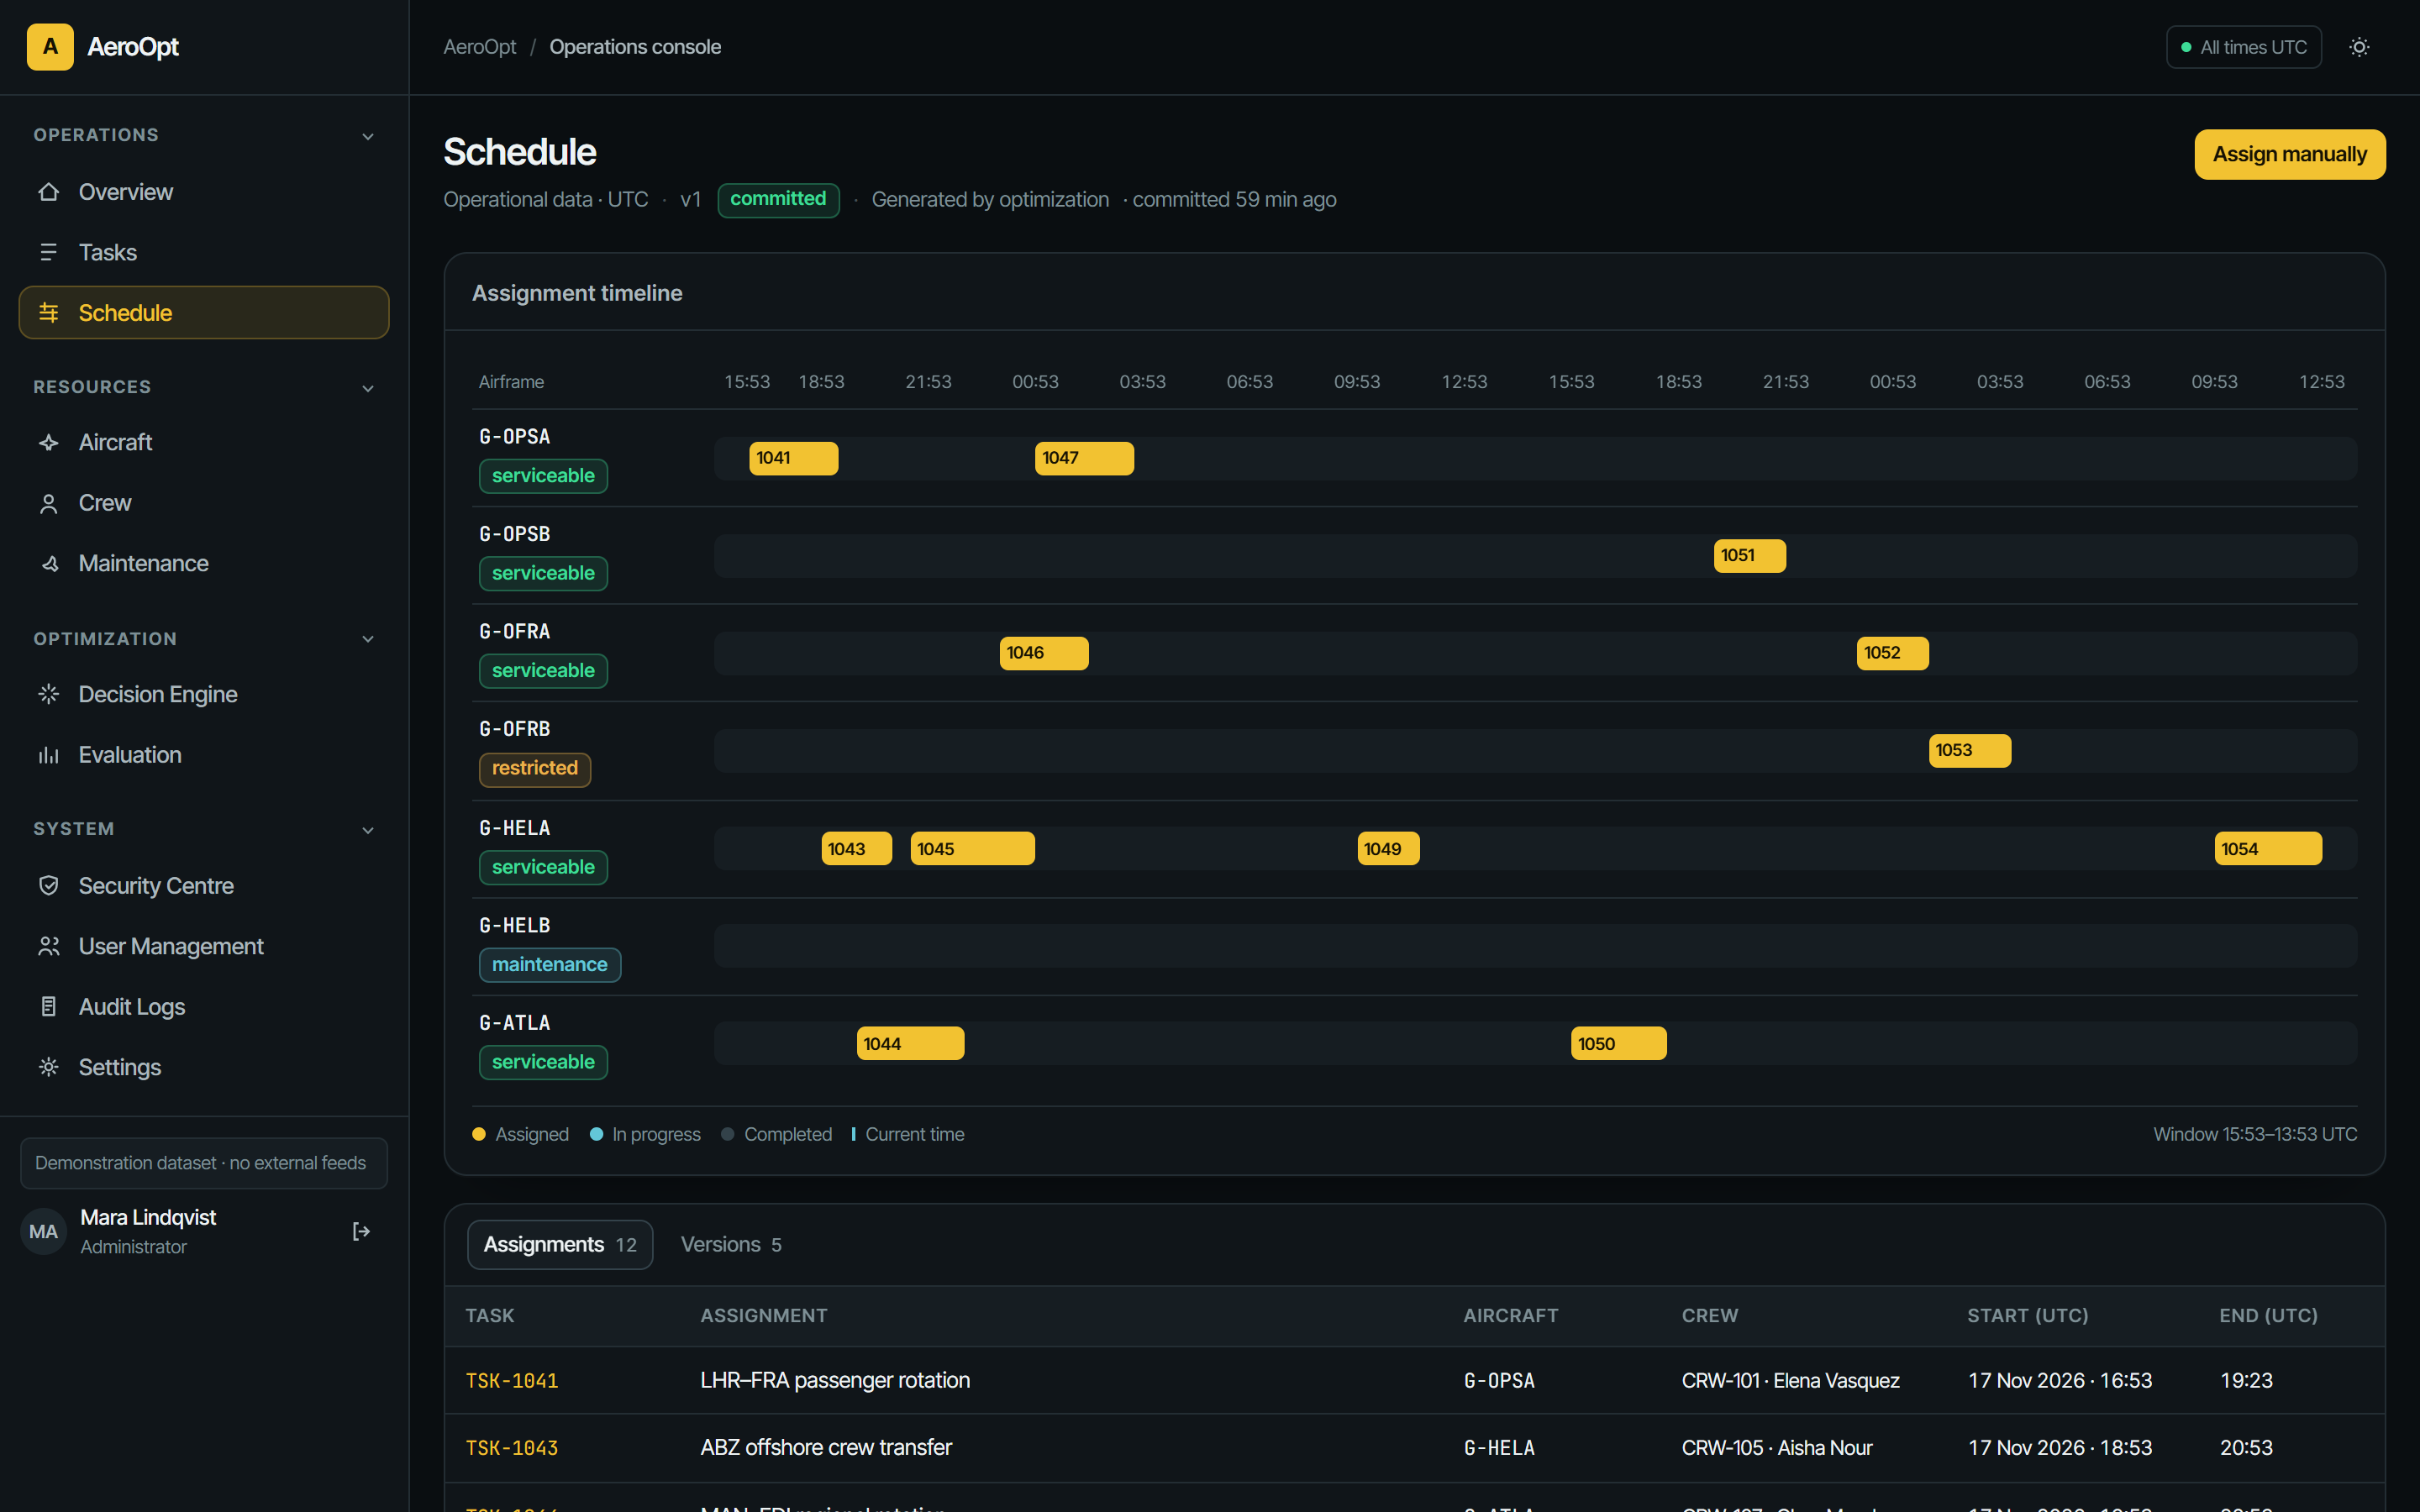 A AeroOpt
OPERATIONS
Overview
Tasks
Schedule
RESOURCES
Aircraft
Crew
Maintenance
OPTIMIZATION
Decision Engine
Evaluation
SYSTEM
Security Centre
User Management
Audit Logs
Settings
Demonstration dataset · no external feeds
MA
Mara Lindqvist
Administrator
AeroOpt / Operations console
All times UTC
Schedule
Assign manually
Operational data · UTC · v1 committed · Generated by optimization · committed 59 min ago
Assignment timeline
Airframe 15:53 18:53 21:53 00:53 03:53 06:53 09:53 12:53 15:53 18:53 21:53 00:53 03:53 06:53 09:53 12:53
G-OPSA
serviceable
1041 1047
G-OPSB
serviceable
1051
G-OFRA
serviceable
1046 1052
G-OFRB
restricted
1053
G-HELA
serviceable
1043 1045 1049 1054
G-HELB
maintenance
G-ATLA
serviceable
1044 1050
Assigned In progress Completed Current time
Window 15:53–13:53 UTC
Assignments 12 Versions 5
TASK ASSIGNMENT AIRCRAFT CREW START (UTC) END (UTC)
TSK-1041 LHR–FRA passenger rotation G-OPSA CRW-101 · Elena Vasquez 17 Nov 2026 · 16:53 19:23
TSK-1043 ABZ offshore crew transfer G-HELA CRW-105 · Aisha Nour 17 Nov 2026 · 18:53 20:53